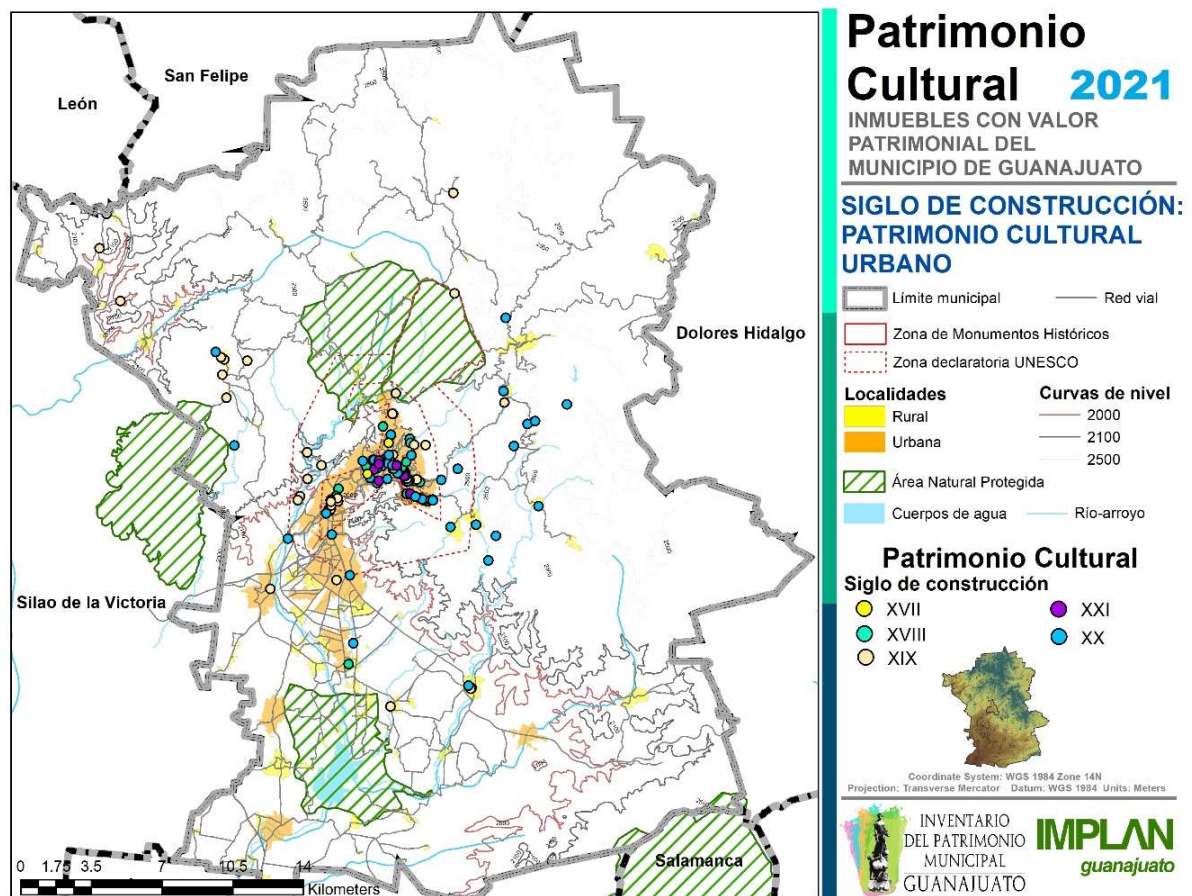 San Felipe
León
Dolores Hidalgo
Silao de la Victoria
Salamanca
0 1.75 3.5 7 10.5 14
Kilometers
Patrimonio
Cultural 2021
INMUEBLES CON VALOR
PATRIMONIAL DEL
MUNICIPIO DE GUANAJUATO
SIGLO DE CONSTRUCCIÓN:
PATRIMONIO CULTURAL
URBANO
Límite municipal
Red vial
Zona de Monumentos Históricos
Zona declaratoria UNESCO
Localidades
Rural
Urbana
Curvas de nivel
2000
2100
2500
Área Natural Protegida
Cuerpos de agua
Río-arroyo
Patrimonio Cultural
Siglo de construcción
XVII
XVIII
XIX
XXI
XX
Coordinate System: WGS 1984 Zone 14N
Projection: Transverse Mercator Datum: WGS 1984 Units: Meters
INVENTARIO
DEL PATRIMONIO
MUNICIPAL
GUANAJUATO
IMPLAN
guanajuato